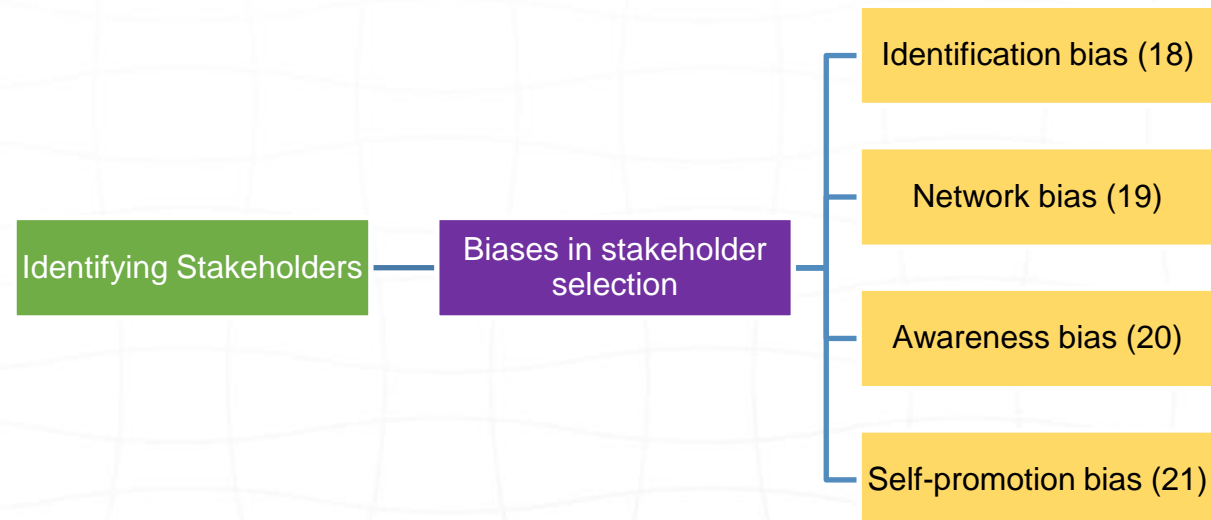 Identification bias (18)
Network bias (19)
Identifying Stakeholders
Biases in stakeholder
selection
Awareness bias (20)
Self-promotion bias (21)